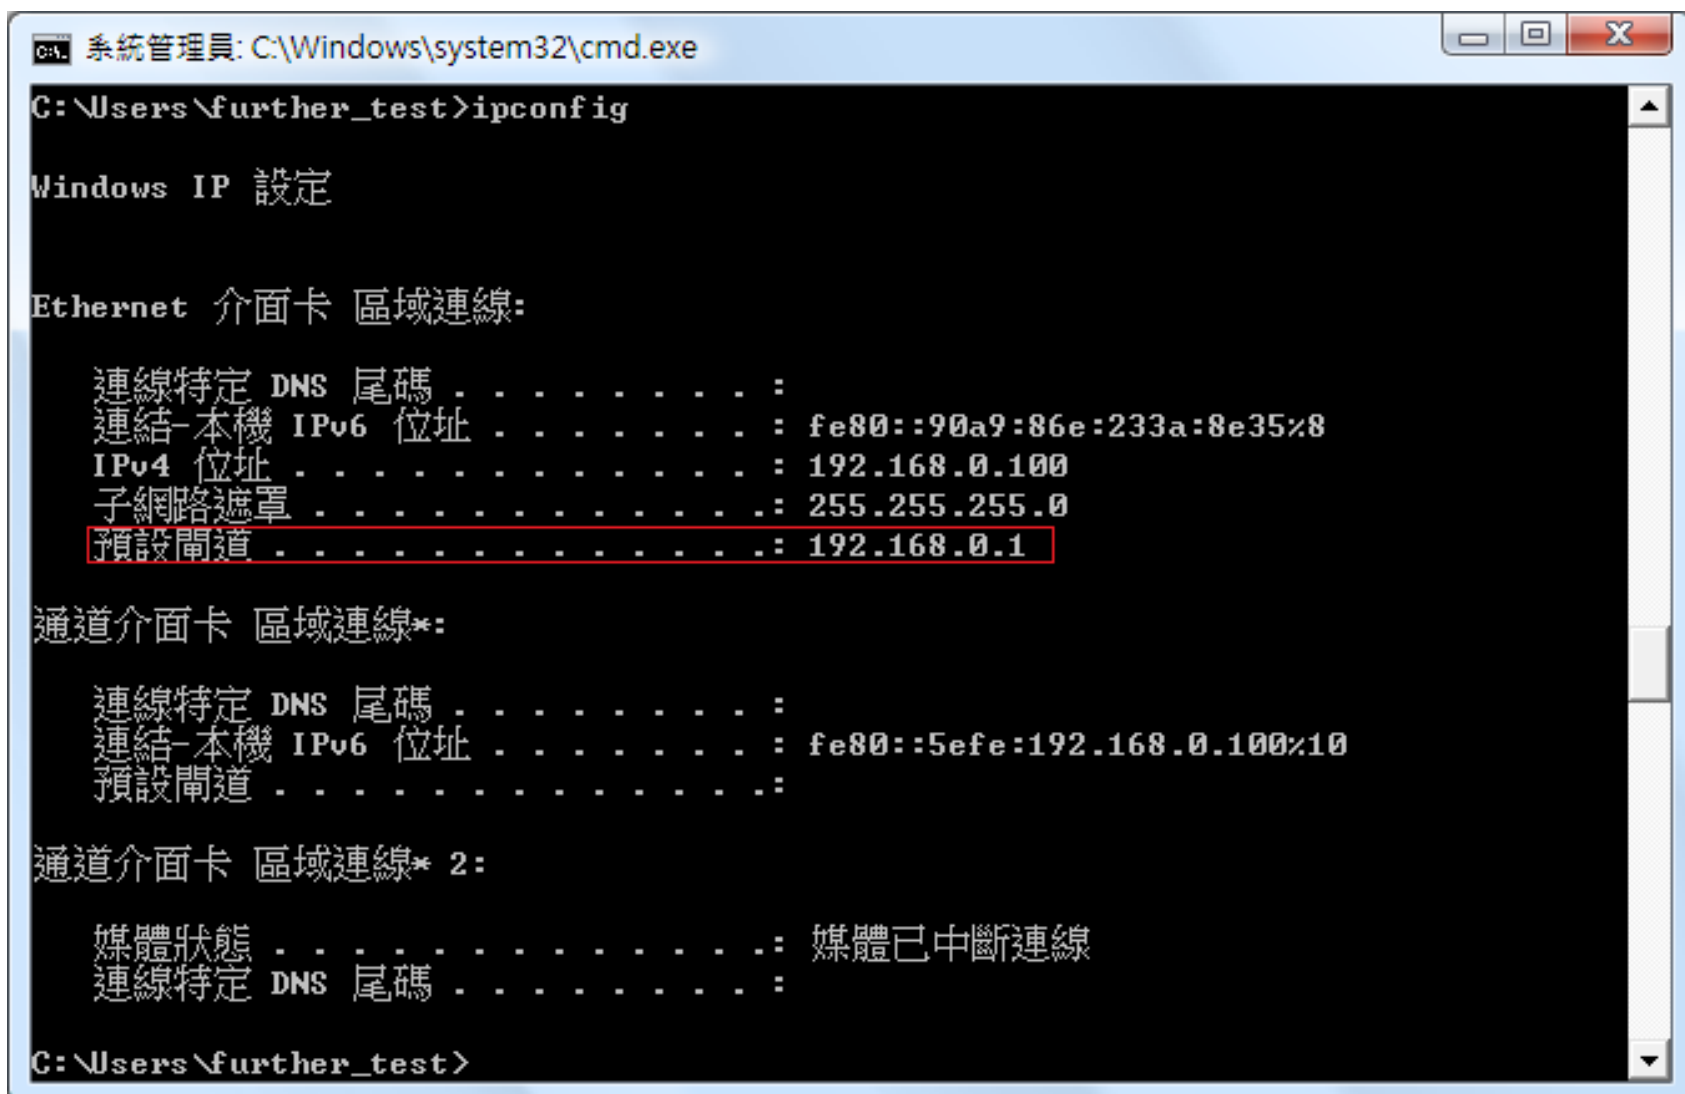 系統管理員: C:\Windows\system32\cmd.exe
C:\Users\further_test>ipconfig
Windows IP 設定
Ethernet 介面卡 區域連線:
連線特定 DNS 尾碼 . . . . . . . . :
連結-本機 IPv6 位址 . . . . . . . : fe80::90a9:86e:233a:8e35%8
IPv4 位址 . . . . . . . . . . . . : 192.168.0.100
子網路遮罩 . . . . . . . . . . . .: 255.255.255.0
預設閘道 . . . . . . . . . . . . .: 192.168.0.1
通道介面卡 區域連線*:
連線特定 DNS 尾碼 . . . . . . . . :
連結-本機 IPv6 位址 . . . . . . . : fe80::5efe:192.168.0.100%10
預設閘道 . . . . . . . . . . . . .:
通道介面卡 區域連線* 2:
媒體狀態 . . . . . . . . . . . . .: 媒體已中斷連線
連線特定 DNS 尾碼 . . . . . . . . :
C:\Users\further_test>